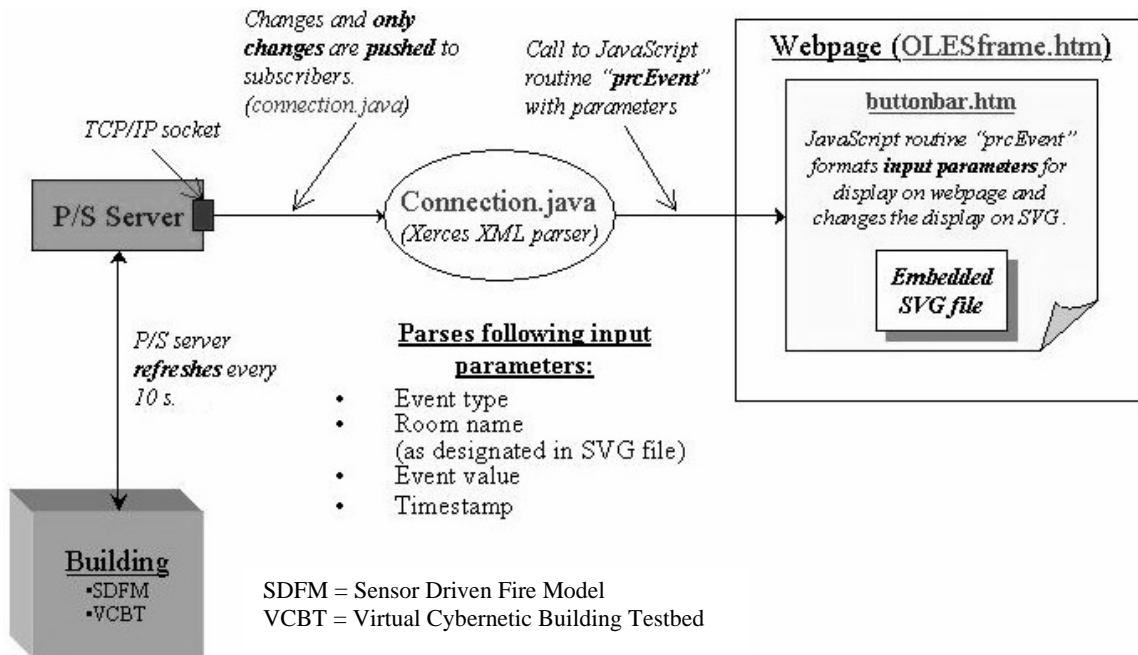 Changes and only
changes are pushed to
subscribers.
(connection.java)
Call to JavaScript
routine “prcEvent”
with parameters
Webpage (OLESframe.htm)
buttonbar.htm
JavaScript routine “prcEvent”
formats input parameters for
display on webpage and
changes the display on SVG.
Embedded
SVG file
TCP/IP socket
P/S Server
Connection.java
(Xerces XML parser)
P/S server
refreshes every
10 s.
Parses following input
parameters:
• Event type
• Room name
(as designated in SVG file)
• Event value
• Timestamp
Building
▪SDFM
▪VCBT
SDFM = Sensor Driven Fire Model
VCBT = Virtual Cybernetic Building Testbed